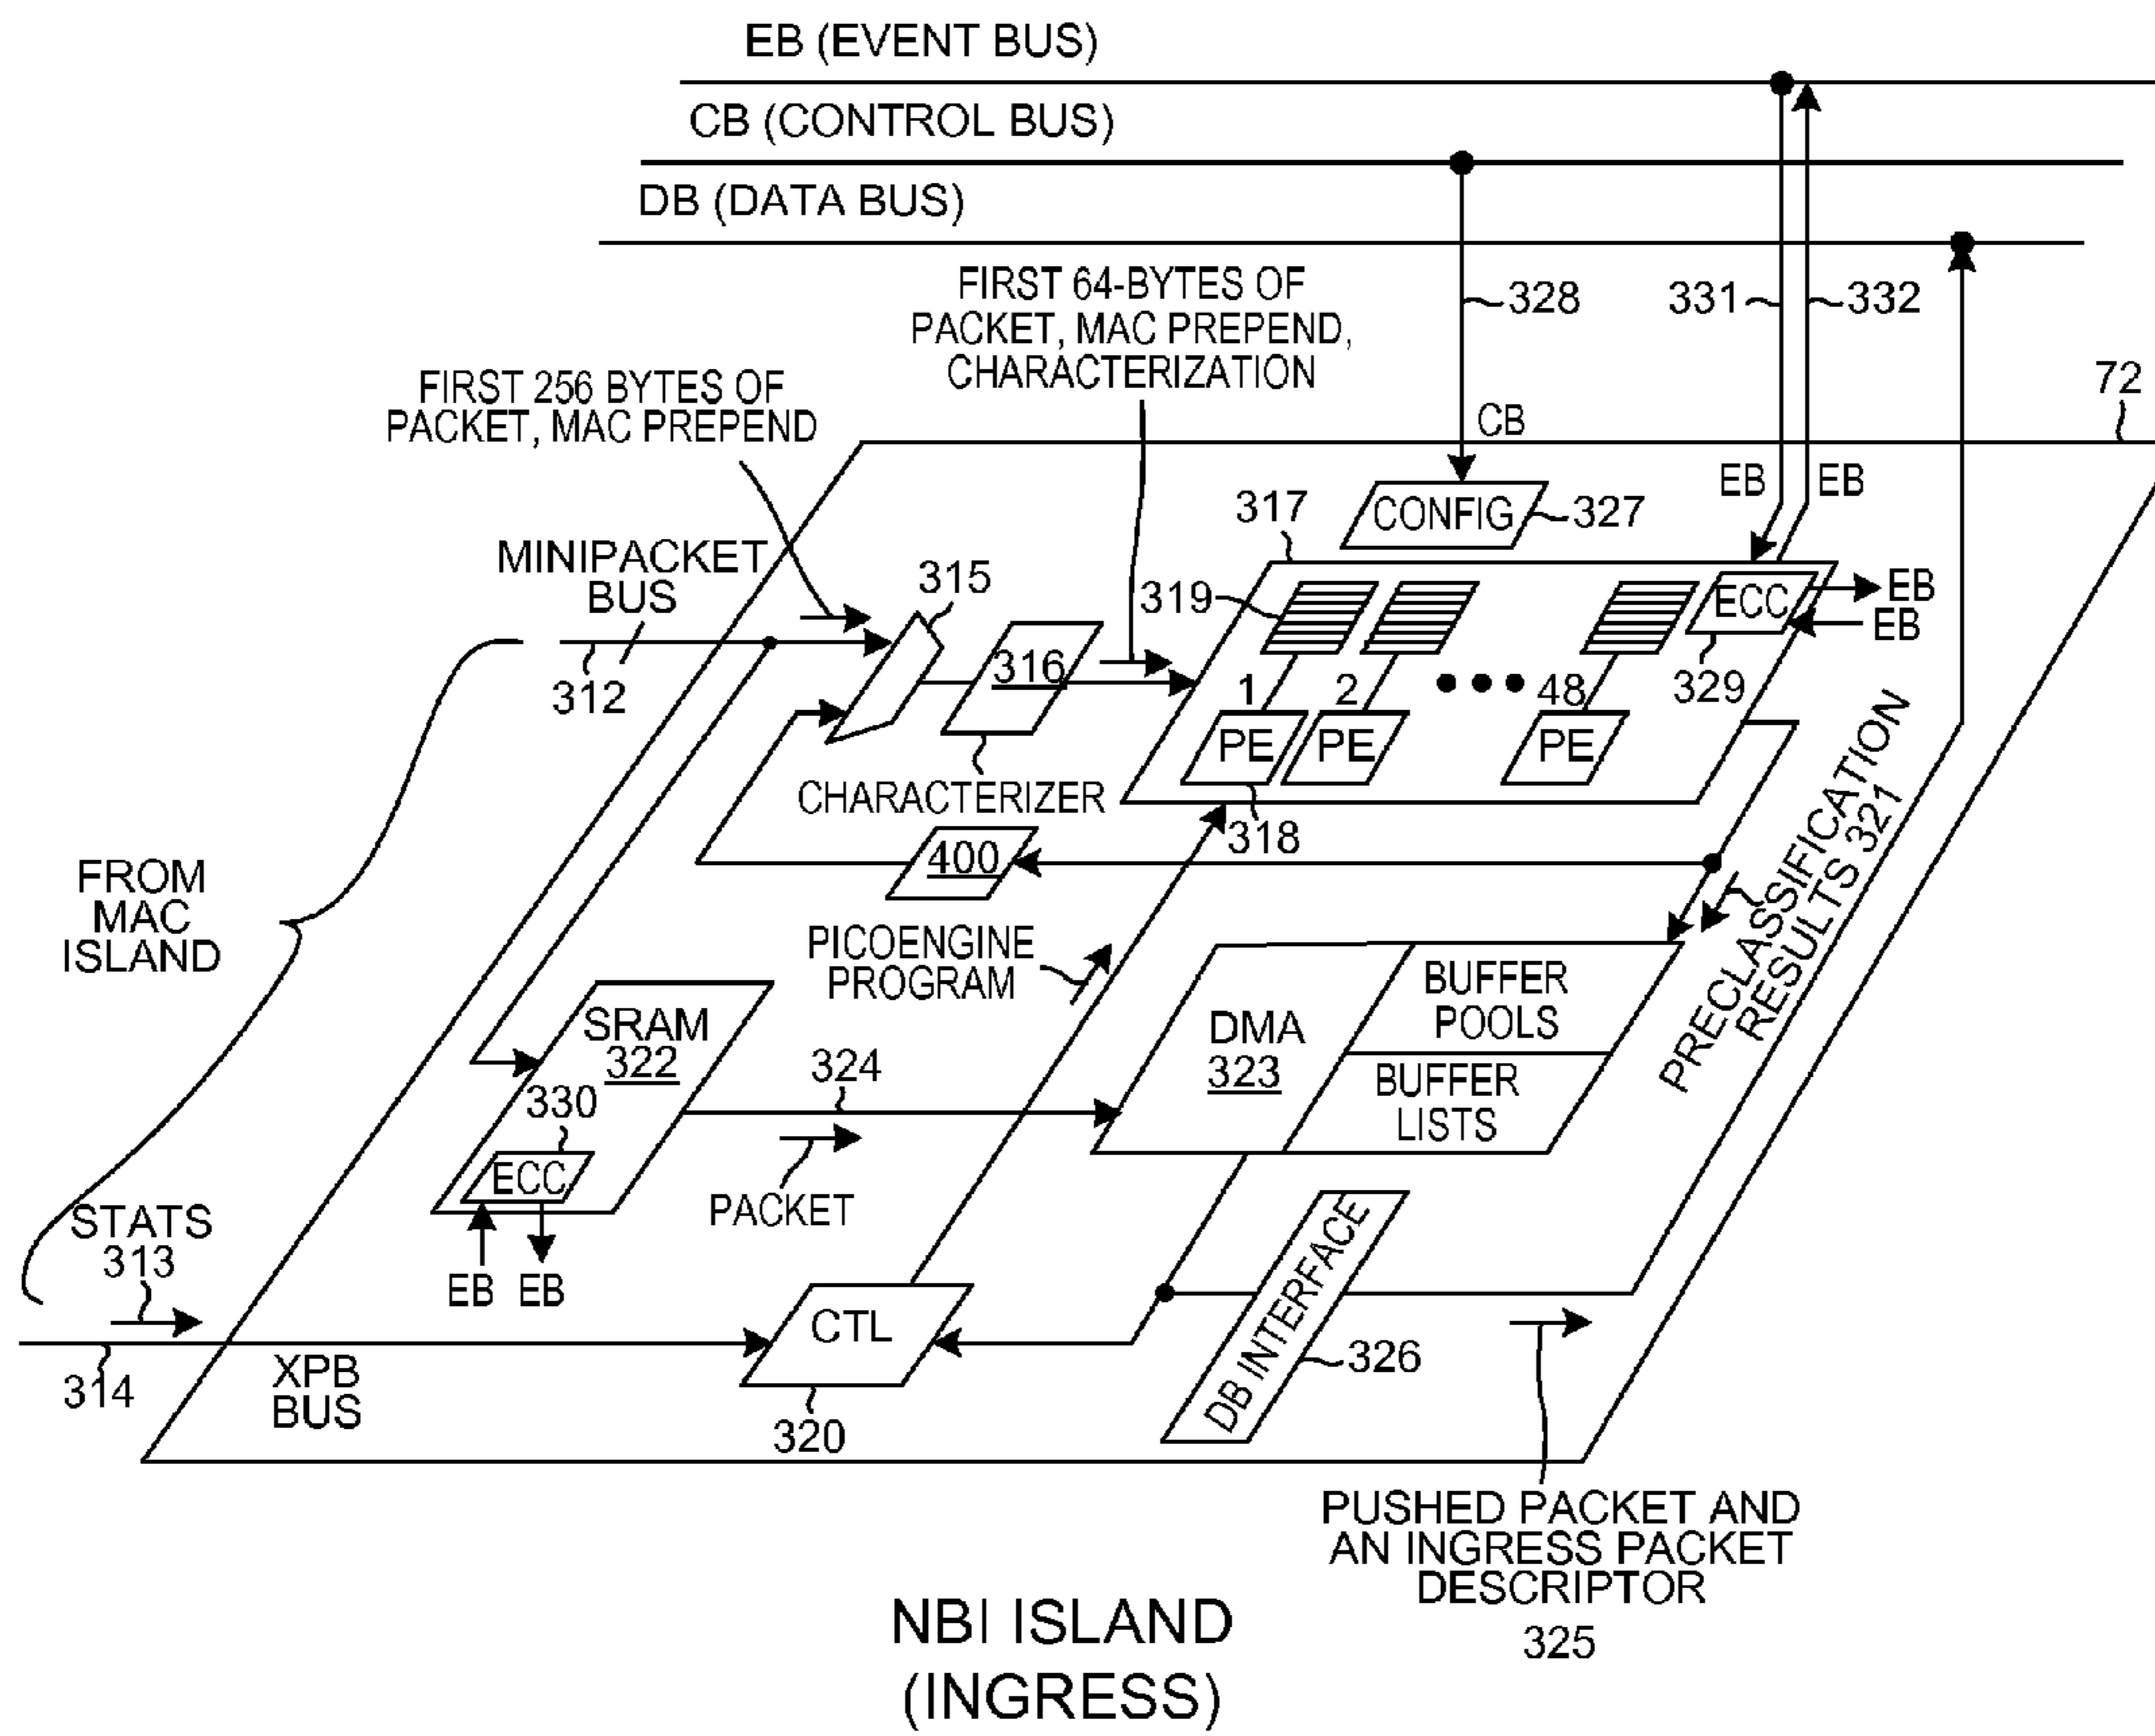 EB (EVENT BUS)
CB (CONTROL BUS)
DB (DATA BUS)
FIRST 64-BYTES OF
PACKET, MAC PREPEND,
CHARACTERIZATION
328
331
332
FIRST 256 BYTES OF
PACKET, MAC PREPEND
72
CB
EB
EB
317
CONFIG
327
MINIPACKET
BUS
315
319
ECC
EB
EB
312
316
1
2
48
329
PE
PE
PE
CHARACTERIZER
318
400
FROM
MAC
ISLAND
PICOENGINE
PROGRAM
PRECLASSIFICATION
RESULTS 321
SRAM
322
324
DMA
323
BUFFER
POOLS
BUFFER
LISTS
330
ECC
PACKET
STATS
313
EB
EB
CTL
DB INTERFACE
326
314
XPB
BUS
320
PUSHED PACKET AND
AN INGRESS PACKET
DESCRIPTOR
325
NBI ISLAND
(INGRESS)